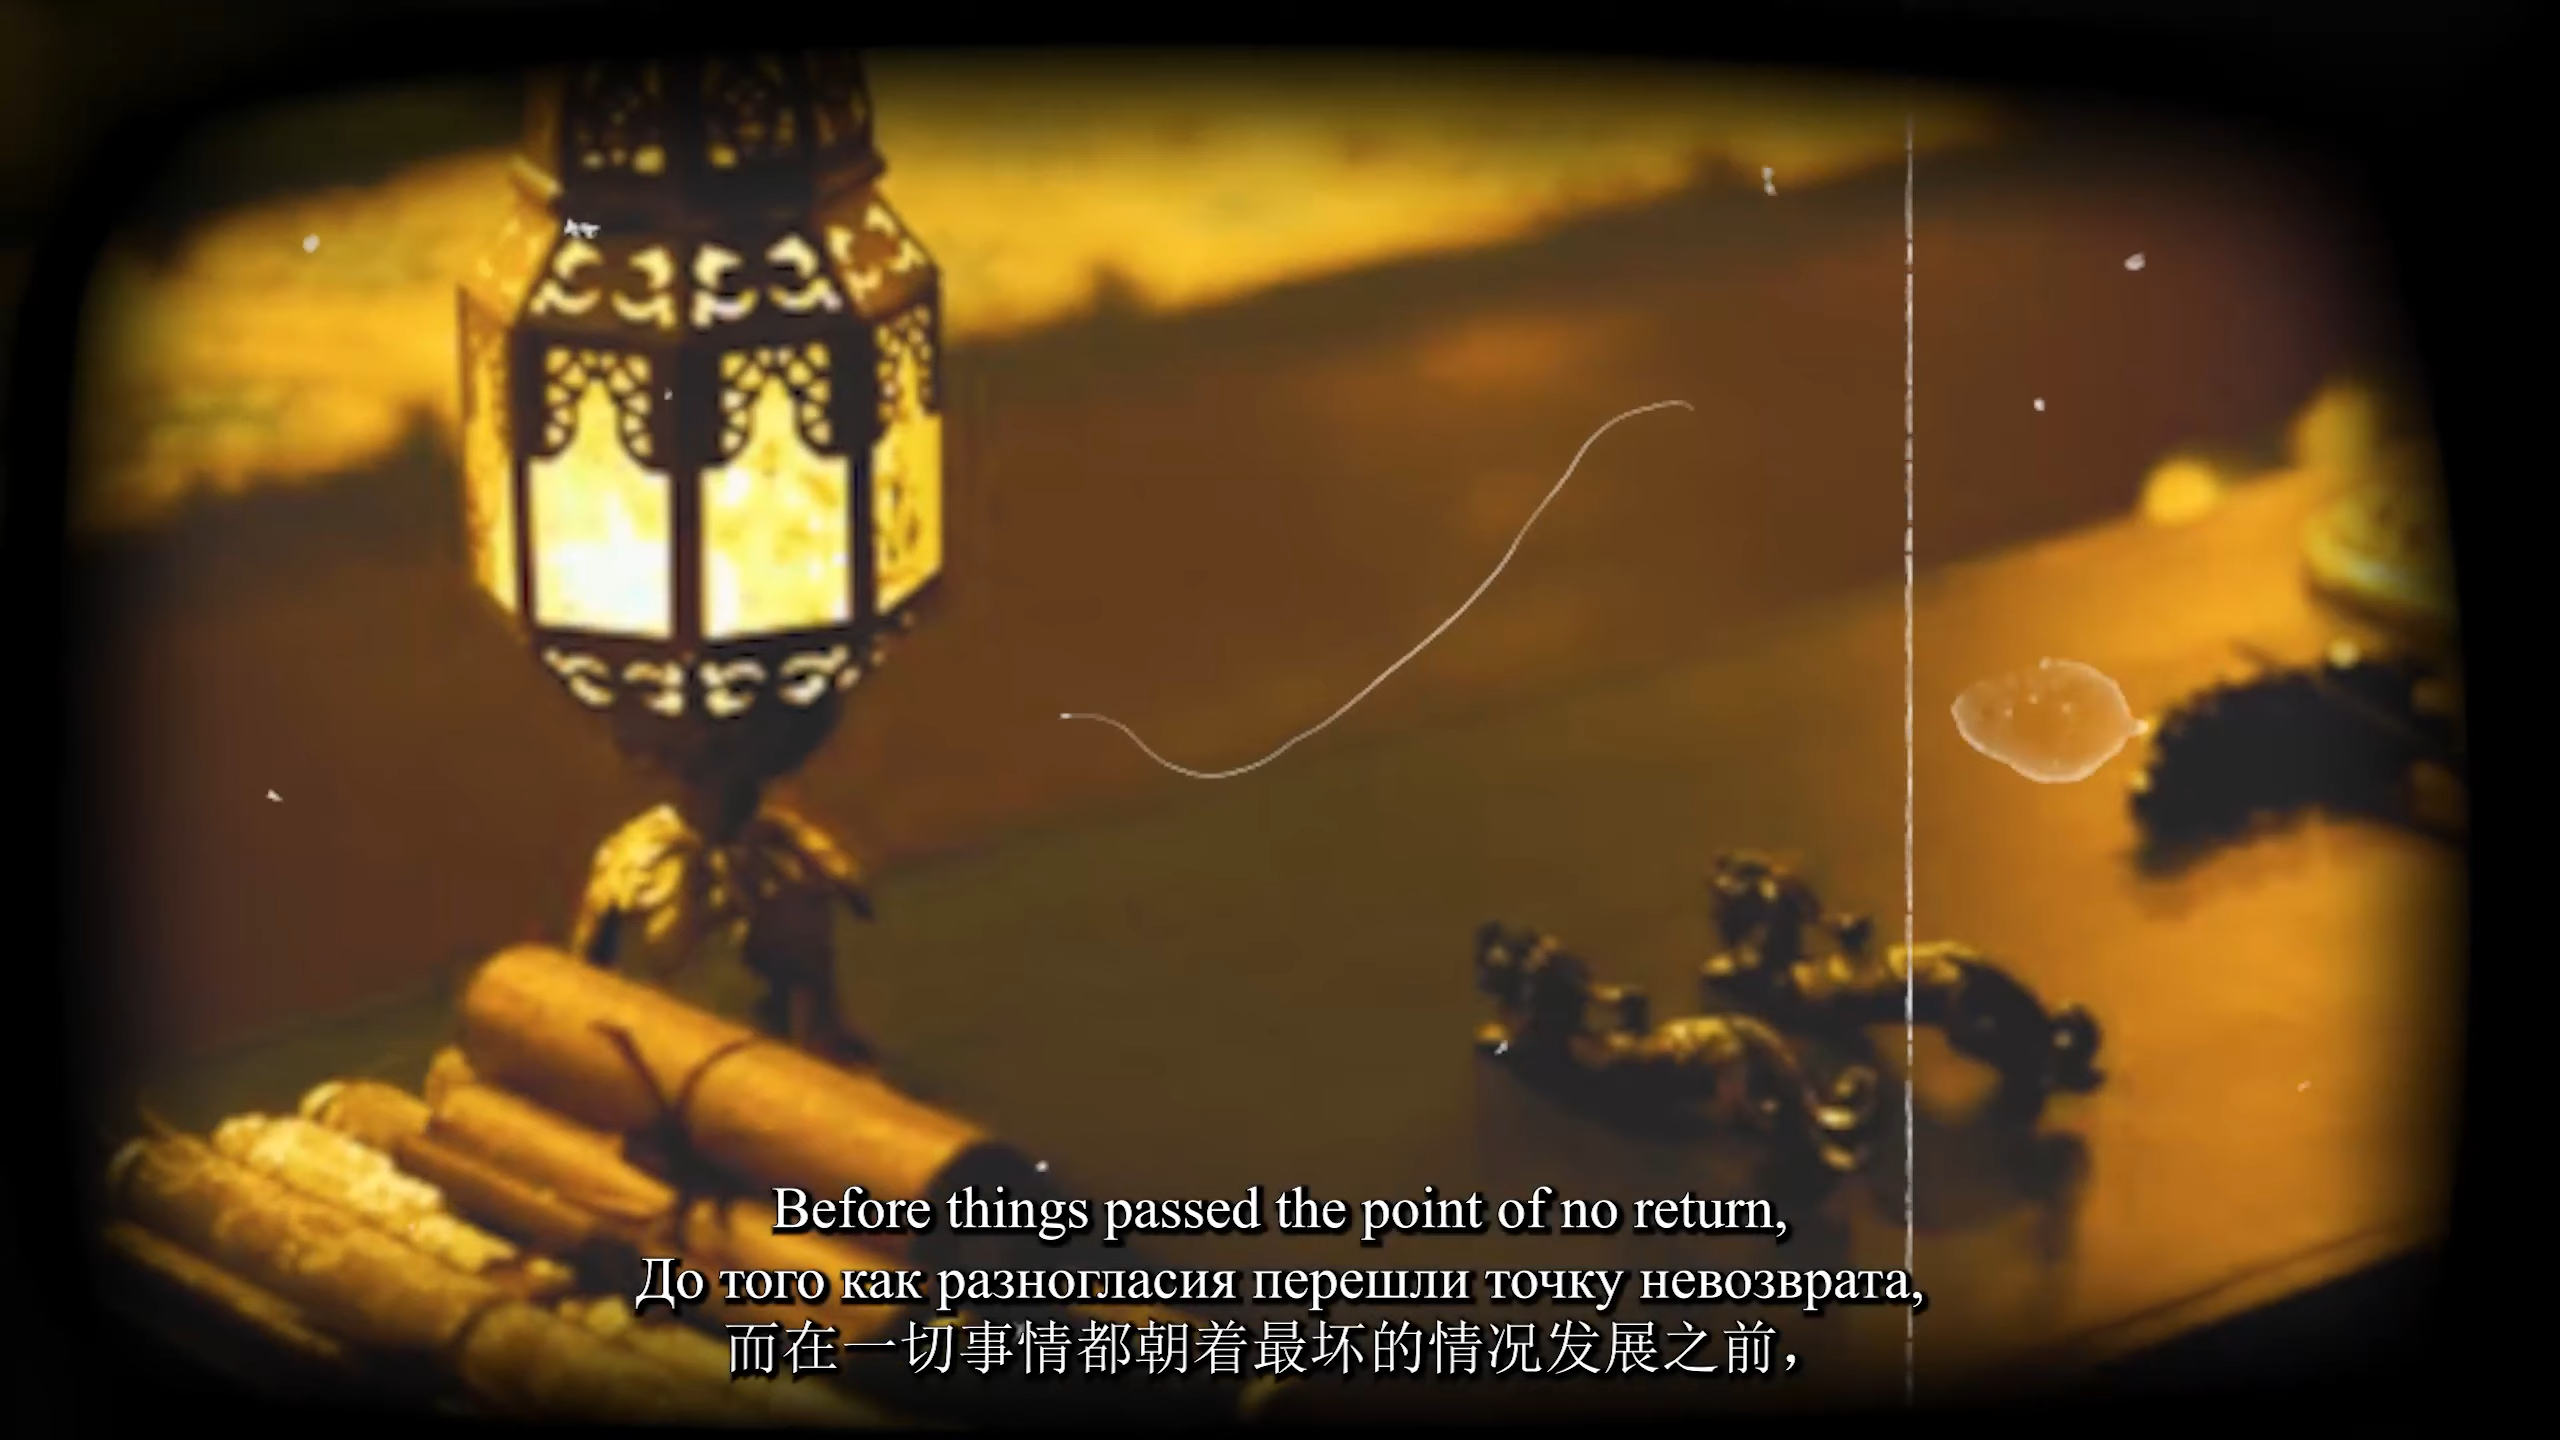 Before things passed the point of no return,
До того как разногласия перешли точку невозврата,
而在一切事情都朝着最坏的情况发展之前，